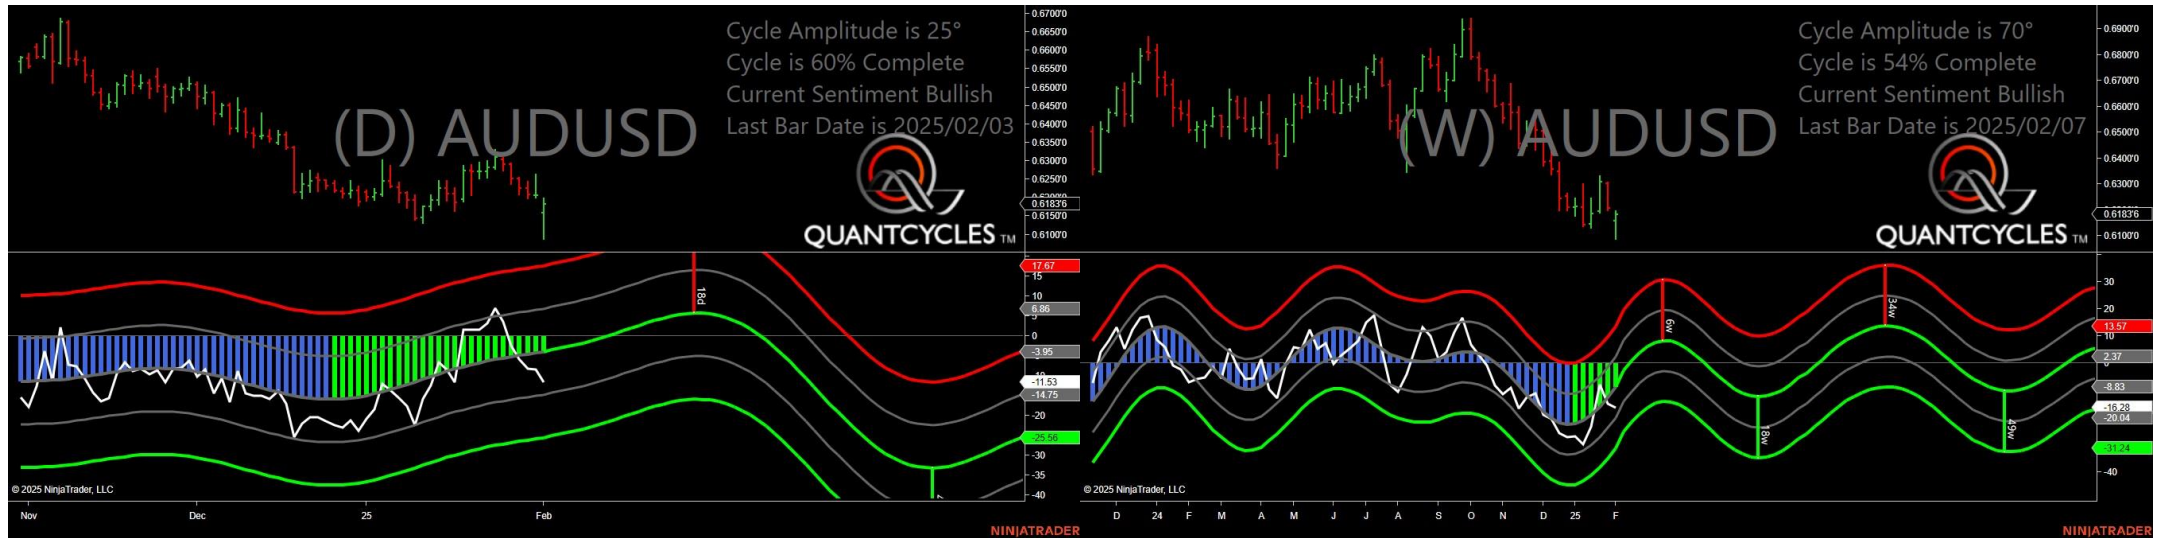 Cycle Amplitude is 25°
Cycle is 60% Complete
Current Sentiment Bullish
Last Bar Date is 2025/02/03
(D) AUDUSD
QUANTCYCLES TM
0.6700'0
0.6650'0
0.6600'0
0.6550'0
0.6500'0
0.6450'0
0.6400'0
0.6350'0
0.6300'0
0.6250'0
0.6183'6
0.6150'0
0.6100'0
18d
17.67
15
10
6.86
0
-3.95
-11.53
-14.75
-20
-25.56
-30
-35
-40
© 2025 NinjaTrader, LLC
Nov Dec 25 Feb
NINJATRADER
Cycle Amplitude is 70°
Cycle is 54% Complete
Current Sentiment Bullish
Last Bar Date is 2025/02/07
(W) AUDUSD
QUANTCYCLES TM
0.6900'0
0.6800'0
0.6700'0
0.6600'0
0.6500'0
0.6400'0
0.6300'0
0.6183'6
0.6100'0
6w
18w
34w
49w
30
20
13.57
10
2.37
0
-8.83
-16.28
-20.04
-31.24
-40
© 2025 NinjaTrader, LLC
D 24 F M A M J J A S O N D 25 F
NINJATRADER